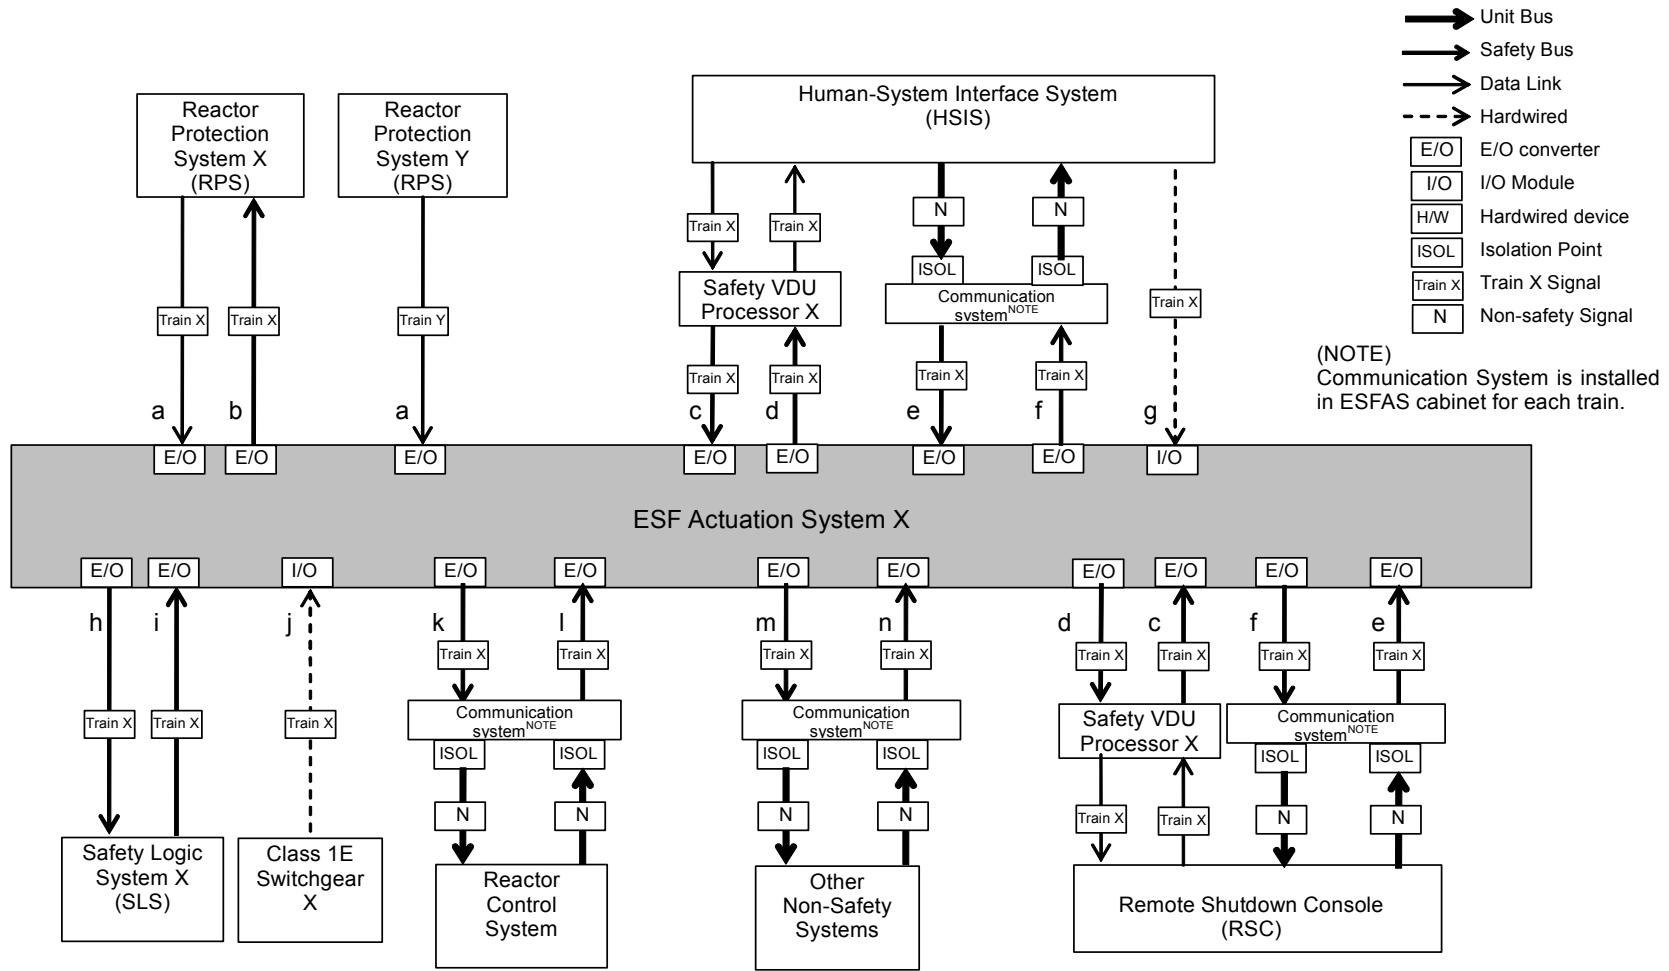 Unit Bus
Safety Bus
Data Link
Hardwired
E/O E/O converter
I/O I/O Module
H/W Hardwired device
ISOL Isolation Point
Train X Train X Signal
N Non-safety Signal
(NOTE)
Communication System is installed
in ESFAS cabinet for each train.
Reactor
Protection
System X
(RPS)
Reactor
Protection
System Y
(RPS)
Human-System Interface System
(HSIS)
Train X
Train X
N
N
ISOL
ISOL
Safety VDU
Processor X
Communication
system NOTE
Train X
Train X
Train Y
Train X
Train X
Train X
Train X
Train X
a
b
a
c
d
e
f
g
E/O
E/O
E/O
E/O
E/O
E/O
E/O
I/O
ESF Actuation System X
E/O
E/O
I/O
E/O
E/O
E/O
E/O
E/O
E/O
E/O
E/O
h
i
j
k
l
m
n
d
c
f
e
Train X
Train X
Train X
Train X
Train X
Train X
Train X
Train X
Train X
Train X
Train X
Communication
system NOTE
Communication
system NOTE
Safety VDU
Processor X
Communication
system NOTE
ISOL
ISOL
ISOL
ISOL
ISOL
ISOL
N
N
N
N
Train X
Train X
N
N
Safety Logic
System X
(SLS)
Class 1E
Switchgear
X
Reactor
Control
System
Other
Non-Safety
Systems
Remote Shutdown Console
(RSC)